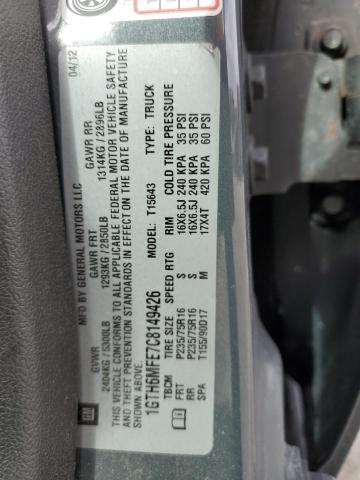 MFD BY GENERAL MOTORS LLC
04/12
GVWR GAWR FRT GAWR RR
2404KG/5300LB 1293KG/2850LB 1314KG/2896LB
THIS VEHICLE CONFORMS TO ALL APPLICABLE FEDERAL MOTOR VEHICLE SAFETY
STANDARDS IN EFFECT ON THE DATE OF MANUFACTURE
SHOWN ABOVE.
GM
1GTH6MFE7C8149426 MODEL: T15643 TYPE: TRUCK
TBCM TIRE SIZE SPEED RTG RIM COLD TIRE PRESSURE
FRT P235/75R16 S 16X6.5J 240 KPA 35 PSI
RR P235/75R16 S 16X6.5J 240 KPA 35 PSI
SPA T155/90D17 M 17X4T 420 KPA 60 PSI